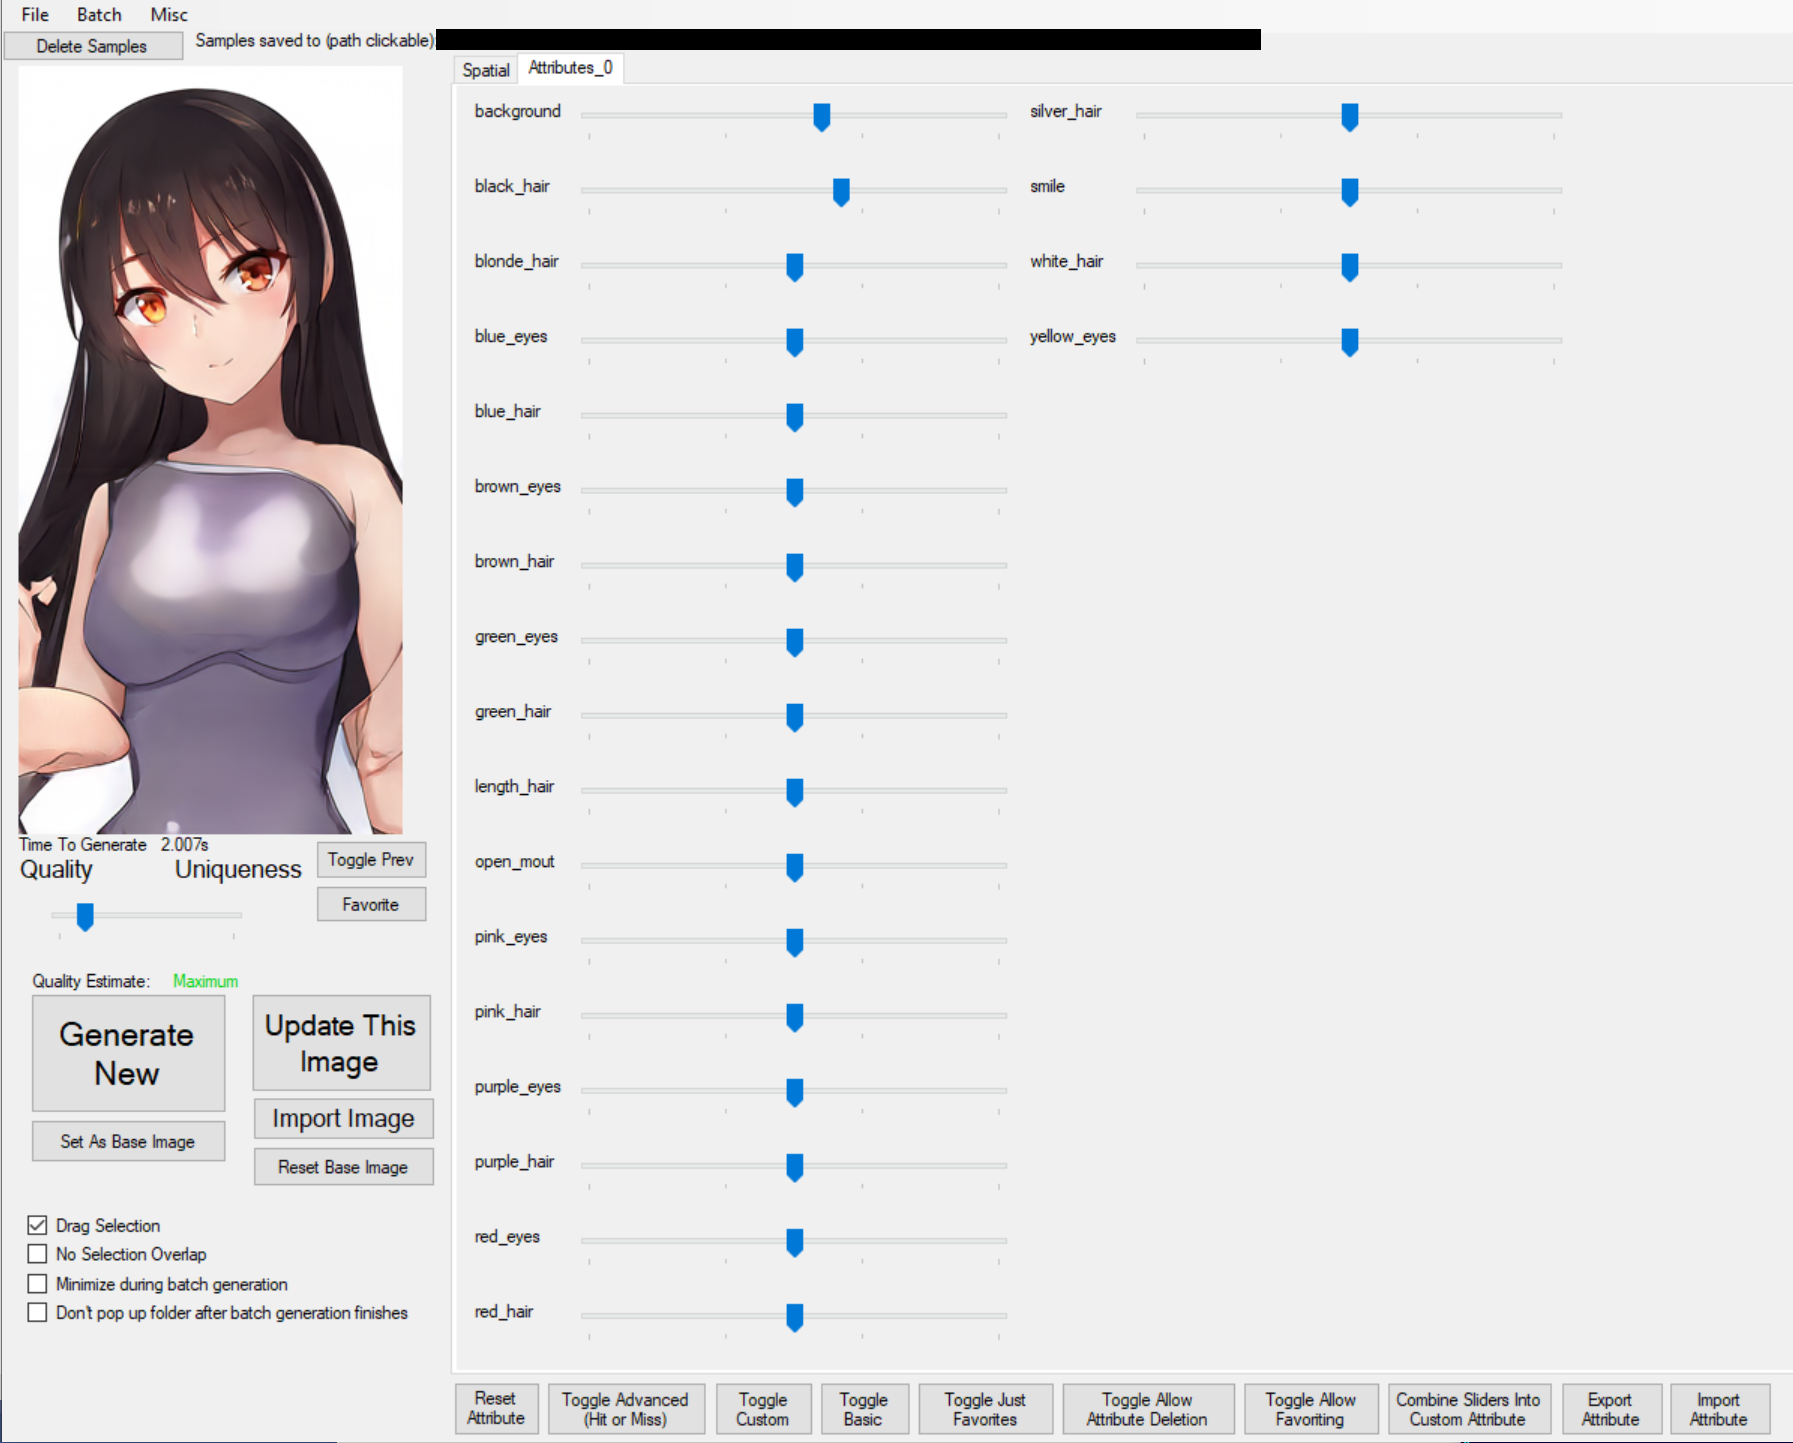 File Batch Misc
Delete Samples
Samples saved to (path clickable):
Spatial
Attributes_0
background
black_hair
blonde_hair
blue_eyes
blue_hair
brown_eyes
brown_hair
green_eyes
green_hair
length_hair
open_mout
pink_eyes
pink_hair
purple_eyes
purple_hair
red_eyes
red_hair
silver_hair
smile
white_hair
yellow_eyes
Time To Generate 2.007s
Quality
Uniqueness
Toggle Prev
Favorite
Quality Estimate: Maximum
Generate
New
Update This
Image
Import Image
Set As Base Image
Reset Base Image
Drag Selection
No Selection Overlap
Minimize during batch generation
Don't pop up folder after batch generation finishes
Reset
Attribute
Toggle Advanced
(Hit or Miss)
Toggle
Custom
Toggle
Basic
Toggle Just
Favorites
Toggle Allow
Attribute Deletion
Toggle Allow
Favoriting
Combine Sliders Into
Custom Attribute
Export
Attribute
Import
Attribute